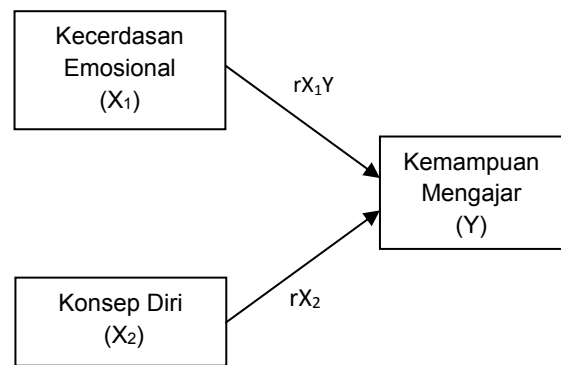 Kecerdasan
Emosional
(X₁)
rX₁Y
Kemampuan
Mengajar
(Y)
Konsep Diri
(X₂)
rX₂